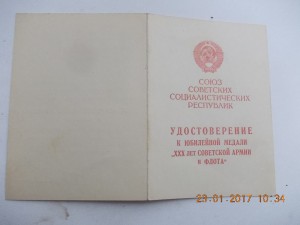 СОЮЗ
СОВЕТСКИХ
СОЦИАЛИСТИЧЕСКИХ
РЕСПУБЛИК
УДОСТОВЕРЕНИЕ
К ЮБИЛЕЙНОЙ МЕДАЛИ
„XXX ЛЕТ СОВЕТСКОЙ АРМИИ
И ФЛОТА“
23.01.2017 10:34